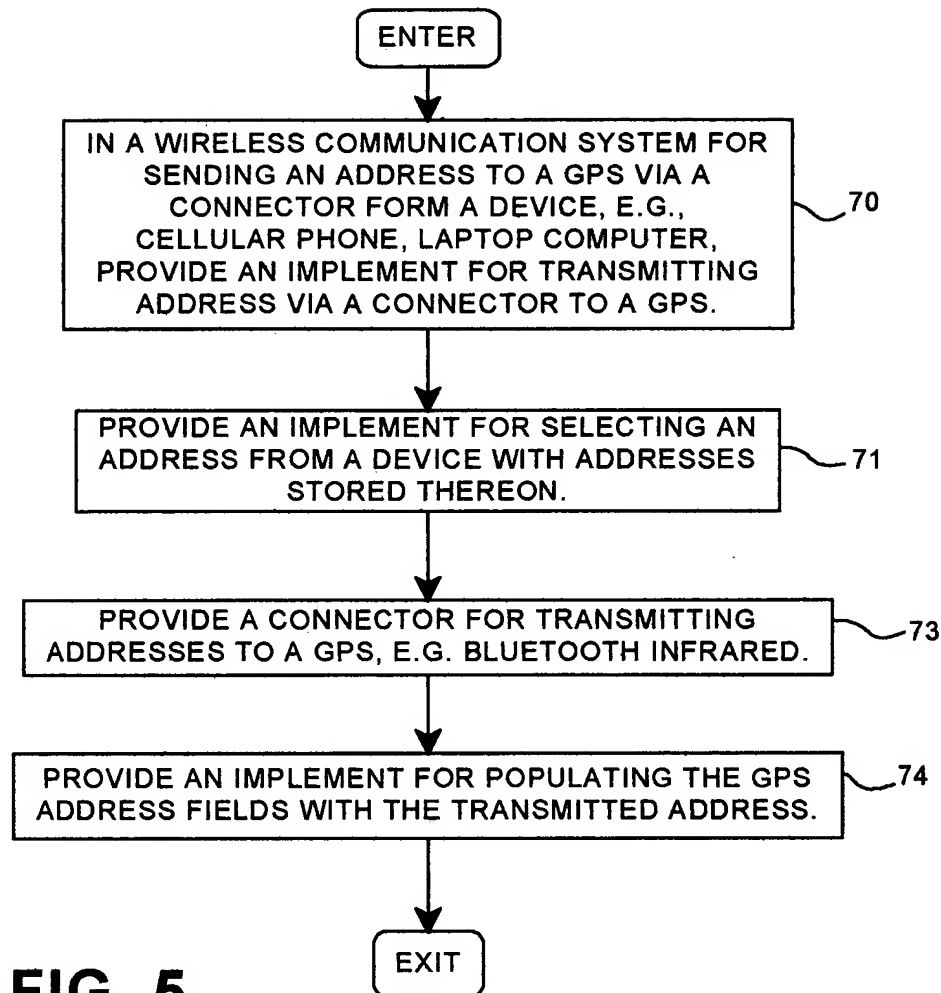 ENTER
IN A WIRELESS COMMUNICATION SYSTEM FOR
SENDING AN ADDRESS TO A GPS VIA A
CONNECTOR FORM A DEVICE, E.G.,
CELLULAR PHONE, LAPTOP COMPUTER,
PROVIDE AN IMPLEMENT FOR TRANSMITTING
ADDRESS VIA A CONNECTOR TO A GPS.
70
PROVIDE AN IMPLEMENT FOR SELECTING AN
ADDRESS FROM A DEVICE WITH ADDRESSES
STORED THEREON.
71
PROVIDE A CONNECTOR FOR TRANSMITTING
ADDRESSES TO A GPS, E.G. BLUETOOTH INFRARED.
73
PROVIDE AN IMPLEMENT FOR POPULATING THE GPS
ADDRESS FIELDS WITH THE TRANSMITTED ADDRESS.
74
EXIT
FIG. 5